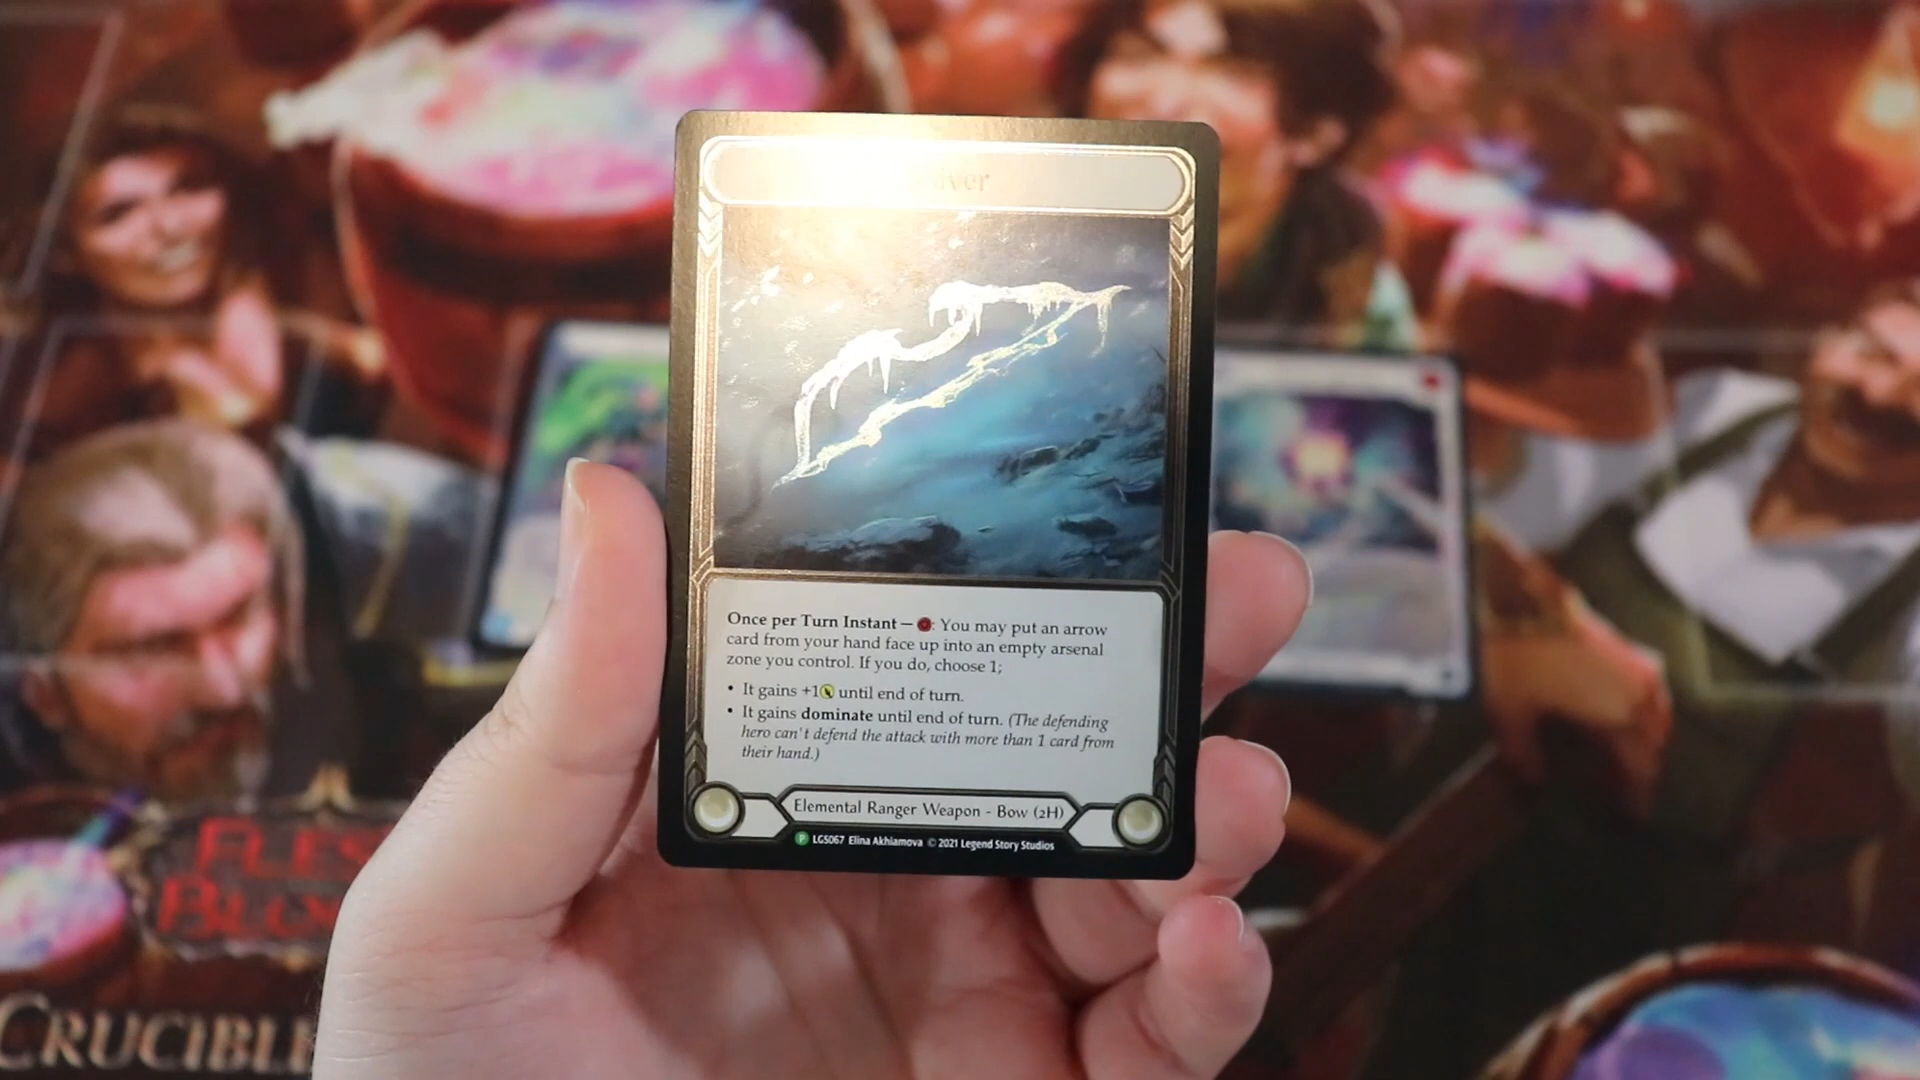 iver
Once per Turn Instant — : You may put an arrow
card from your hand face up into an empty arsenal
zone you control. If you do, choose 1;
• It gains +1 until end of turn.
• It gains dominate until end of turn. (The defending
hero can't defend the attack with more than 1 card from
their hand.)
Elemental Ranger Weapon - Bow (2H)
P LGS067 Elina Akhiamova © 2021 Legend Story Studios
CRUCIBLE